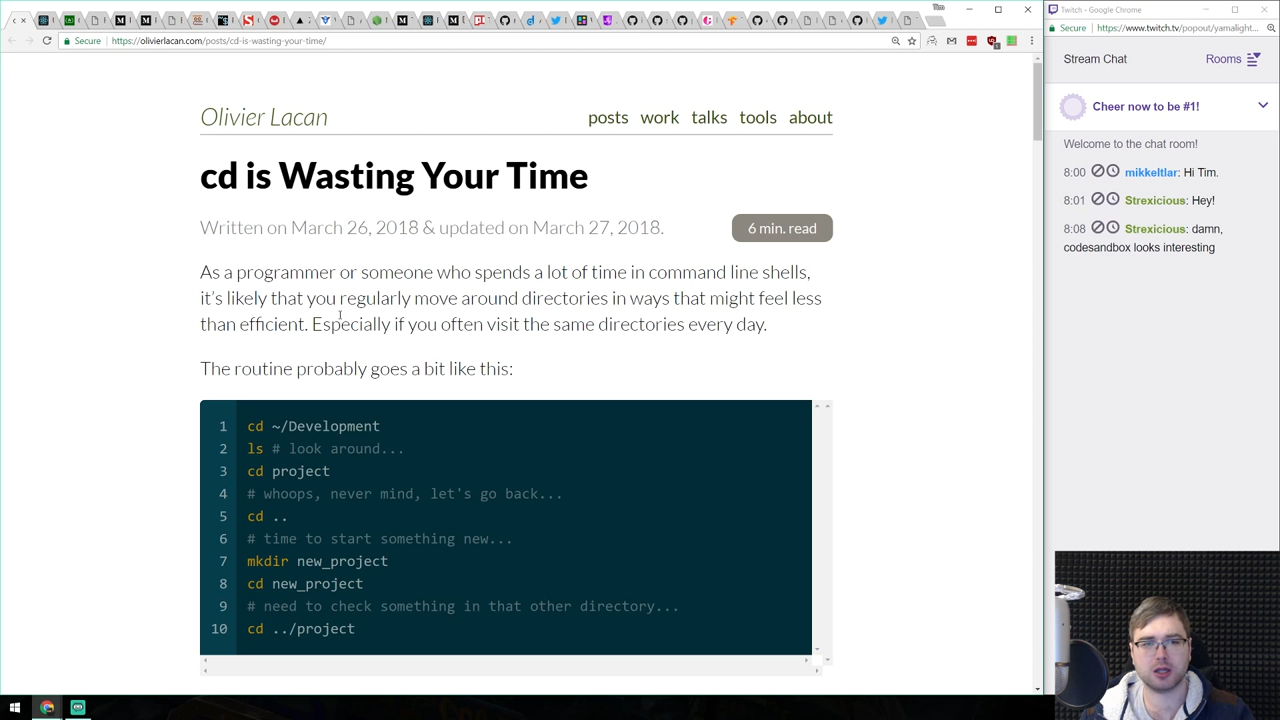 Twitch - Google Chrome
Secure
https://olivierlacan.com/posts/cd-is-wasting-your-time/
Secure
https://www.twitch.tv/popout/yamalight...
Stream Chat
Rooms
Cheer now to be #1!
Welcome to the chat room!
8:00 mikkeltlar: Hi Tim.
8:01 Strexicious: Hey!
8:08 Strexicious: damn,
codesandbox looks interesting
Olivier Lacan
posts work talks tools about
cd is Wasting Your Time
Written on March 26, 2018 & updated on March 27, 2018.
6 min. read
As a programmer or someone who spends a lot of time in command line shells,
it's likely that you regularly move around directories in ways that might feel less
than efficient. Especially if you often visit the same directories every day.
The routine probably goes a bit like this:
1 cd ~/Development
2 ls # look around...
3 cd project
4 # whoops, never mind, let's go back...
5 cd ..
6 # time to start something new...
7 mkdir new_project
8 cd new_project
9 # need to check something in that other directory...
10 cd ../project